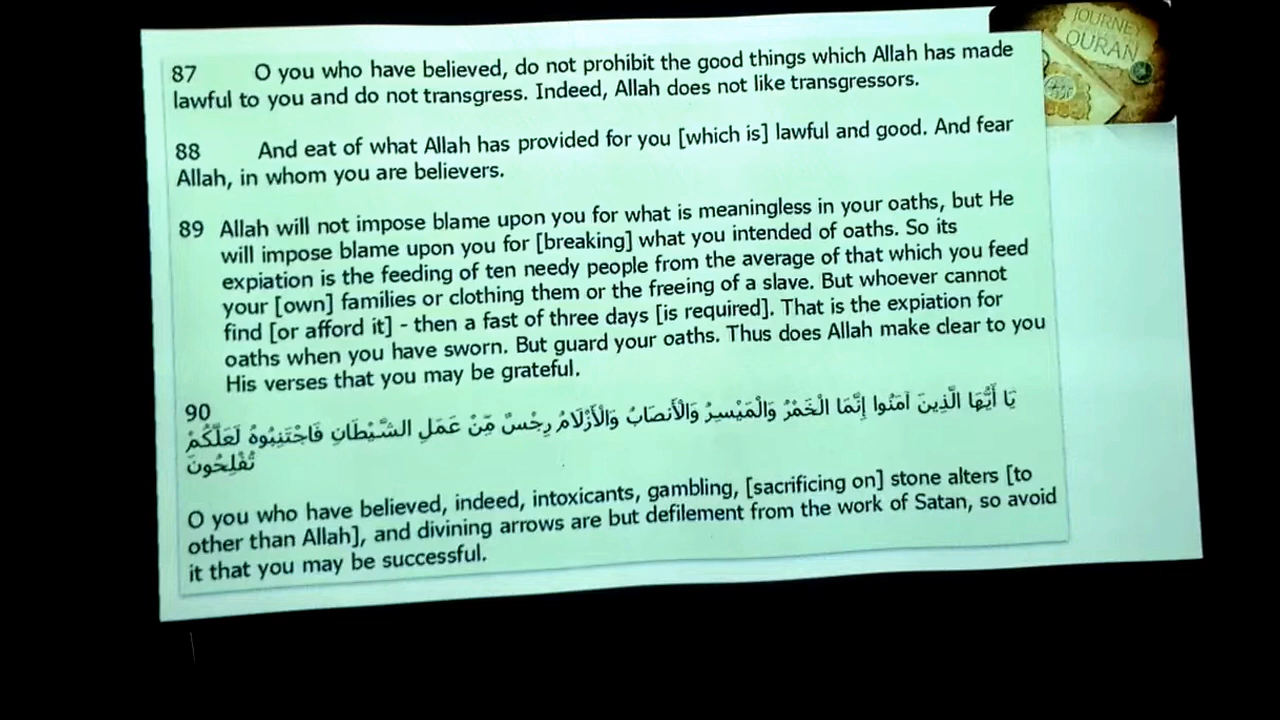 JOURNEY
QURAN
87 O you who have believed, do not prohibit the good things which Allah has made
lawful to you and do not transgress. Indeed, Allah does not like transgressors.
88 And eat of what Allah has provided for you [which is] lawful and good. And fear
Allah, in whom you are believers.
89 Allah will not impose blame upon you for what is meaningless in your oaths, but He
will impose blame upon you for [breaking] what you intended of oaths. So its
expiation is the feeding of ten needy people from the average of that which you feed
your [own] families or clothing them or the freeing of a slave. But whoever cannot
find [or afford it] - then a fast of three days [is required]. That is the expiation for
oaths when you have sworn. But guard your oaths. Thus does Allah make clear to you
His verses that you may be grateful.
90
يَا أَيُّهَا الَّذِينَ آمَنُوا إِنَّمَا الْخَمْرُ وَالْمَيْسِرُ وَالْأَنصَابُ وَالْأَزْلَامُ رِجْسٌ مِّنْ عَمَلِ الشَّيْطَانِ فَاجْتَنِبُوهُ لَعَلَّكُمْ
تُفْلِحُونَ
O you who have believed, indeed, intoxicants, gambling, [sacrificing on] stone alters [to
other than Allah], and divining arrows are but defilement from the work of Satan, so avoid
it that you may be successful.